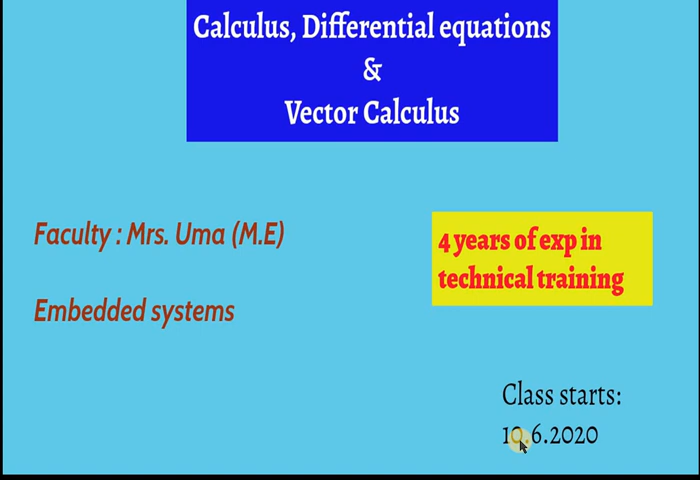 Calculus, Differential equations
&
Vector Calculus
Faculty : Mrs. Uma (M.E)
4 years of exp in
technical training
Embedded systems
Class starts:
10.6.2020